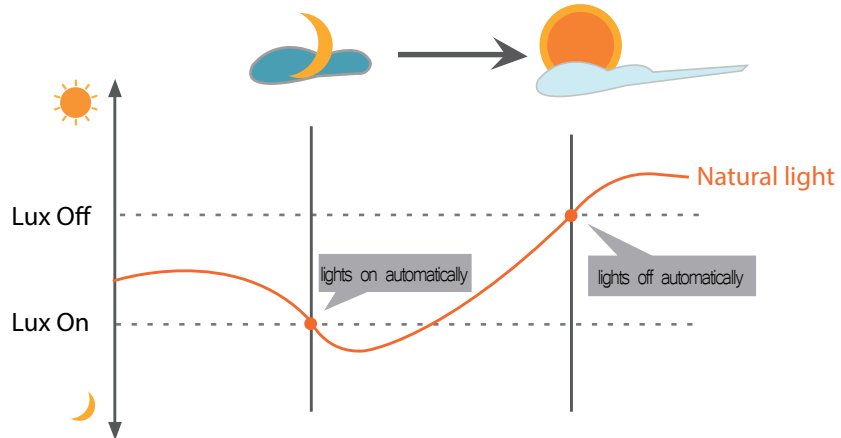 Natural light
Lux Off
lights on automatically
lights off automatically
Lux On